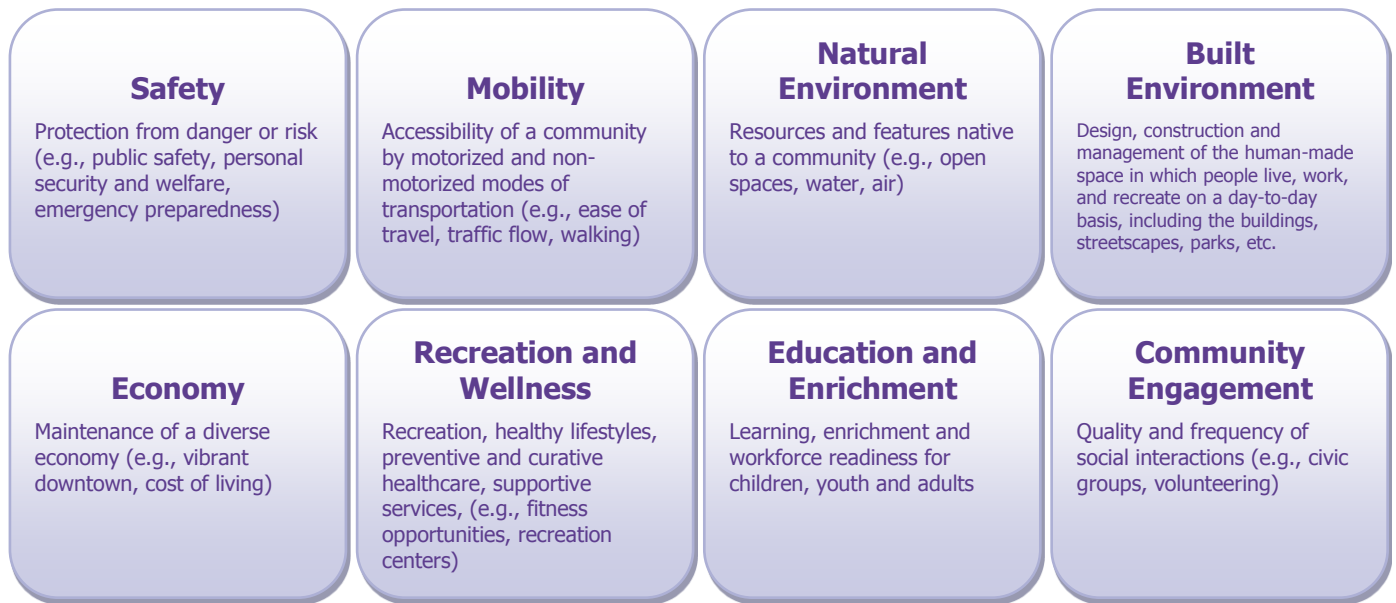 Safety
Protection from danger or risk
(e.g., public safety, personal
security and welfare,
emergency preparedness)
Mobility
Accessibility of a community
by motorized and non-
motorized modes of
transportation (e.g., ease of
travel, traffic flow, walking)
Natural
Environment
Resources and features native
to a community (e.g., open
spaces, water, air)
Built
Environment
Design, construction and
management of the human-made
space in which people live, work,
and recreate on a day-to-day
basis, including the buildings,
streetscapes, parks, etc.
Economy
Maintenance of a diverse
economy (e.g., vibrant
downtown, cost of living)
Recreation and
Wellness
Recreation, healthy lifestyles,
preventive and curative
healthcare, supportive
services, (e.g., fitness
opportunities, recreation
centers)
Education and
Enrichment
Learning, enrichment and
workforce readiness for
children, youth and adults
Community
Engagement
Quality and frequency of
social interactions (e.g., civic
groups, volunteering)